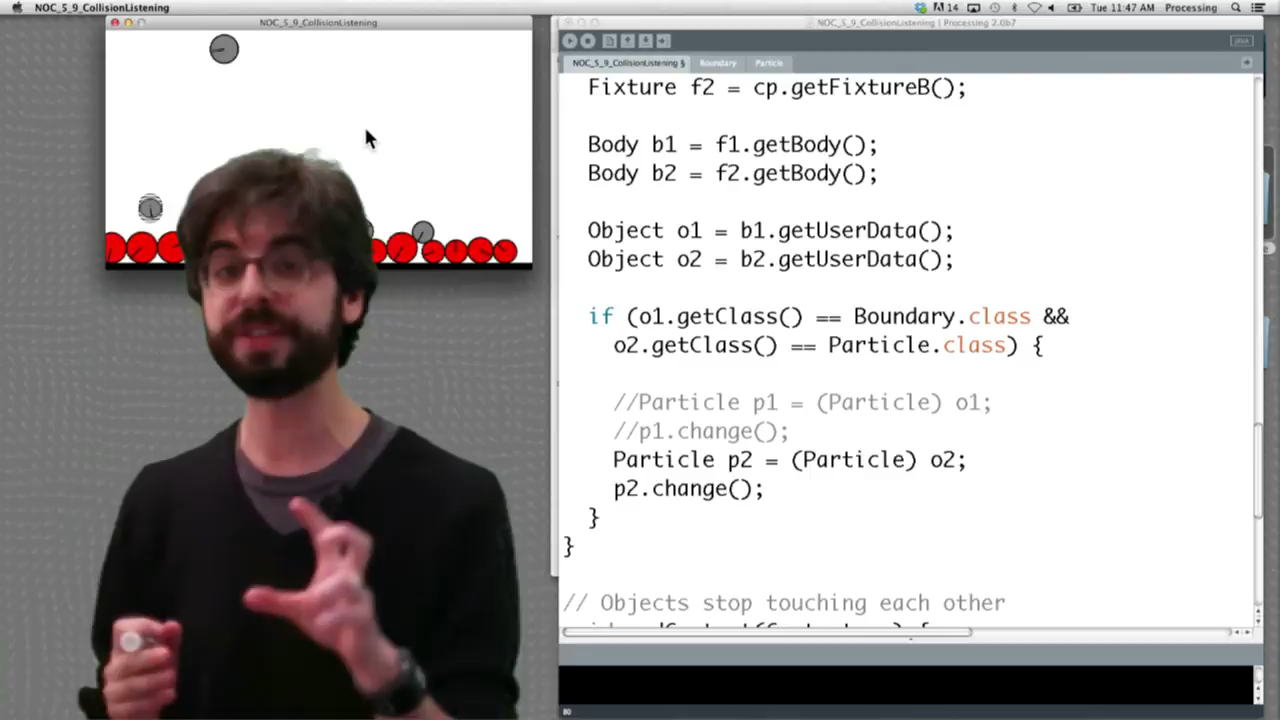 NOC_5_9_CollisionListening
14
Tue 11:47 AM Processing
NOC_5_9_CollisionListening
NOC_5_9_CollisionListening | Processing 2.0b7
JAVA
NOC_5_9_CollisionListening § Boundary Particle
Fixture f2 = cp.getFixtureB();
Body b1 = f1.getBody();
Body b2 = f2.getBody();
Object o1 = b1.getUserData();
Object o2 = b2.getUserData();
if (o1.getClass() == Boundary.class &&
o2.getClass() == Particle.class) {
//Particle p1 = (Particle) o1;
//p1.change();
Particle p2 = (Particle) o2;
p2.change();
}
}
// Objects stop touching each other
80